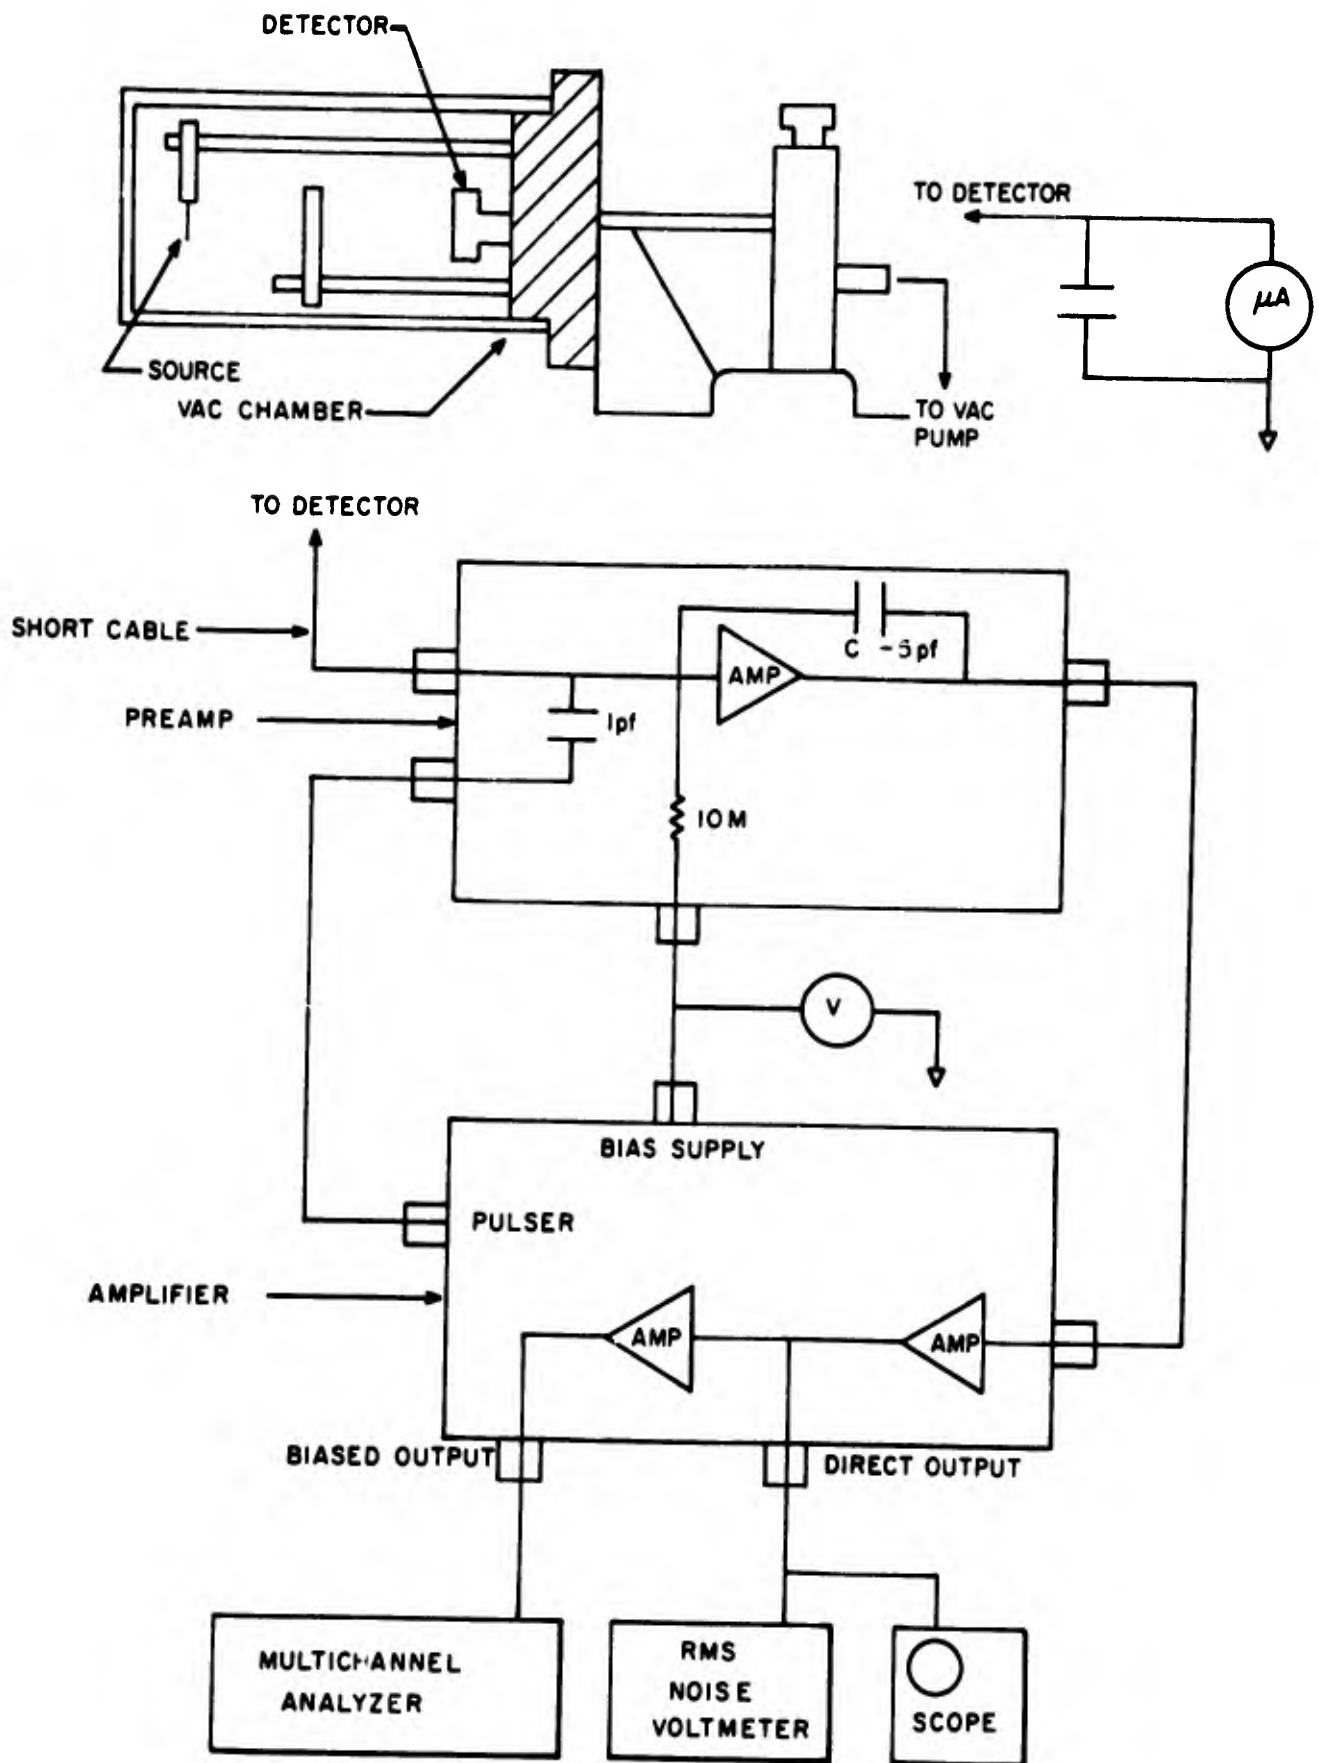 DETECTOR
SOURCE
VAC CHAMBER
TO VAC
PUMP
TO DETECTOR
μA
TO DETECTOR
SHORT CABLE
PREAMP
1pf
AMP
C -5pf
10M
V
BIAS SUPPLY
PULSER
AMPLIFIER
AMP
AMP
BIASED OUTPUT
DIRECT OUTPUT
MULTICHANNEL
ANALYZER
RMS
NOISE
VOLTMETER
SCOPE